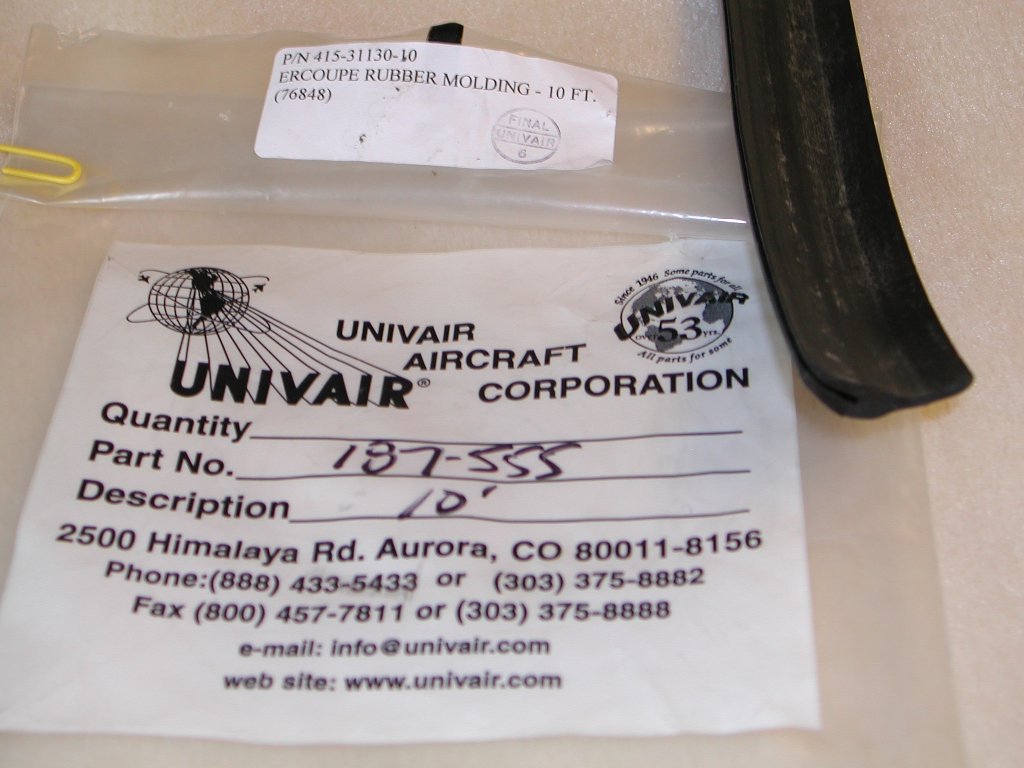 P/N 415-31130-10
ERCOUPE RUBBER MOLDING - 10 FT.
(76848)
FINAL
UNIVAIR
6
UNIVAIR®
UNIVAIR
AIRCRAFT
CORPORATION
Since 1946 Some parts for all
UNIVAIR
over 53 yrs.
All parts for some
Quantity
Part No. 187-555
Description 10'
2500 Himalaya Rd. Aurora, CO 80011-8156
Phone:(888) 433-5433 or (303) 375-8882
Fax (800) 457-7811 or (303) 375-8888
e-mail: info@univair.com
web site: www.univair.com